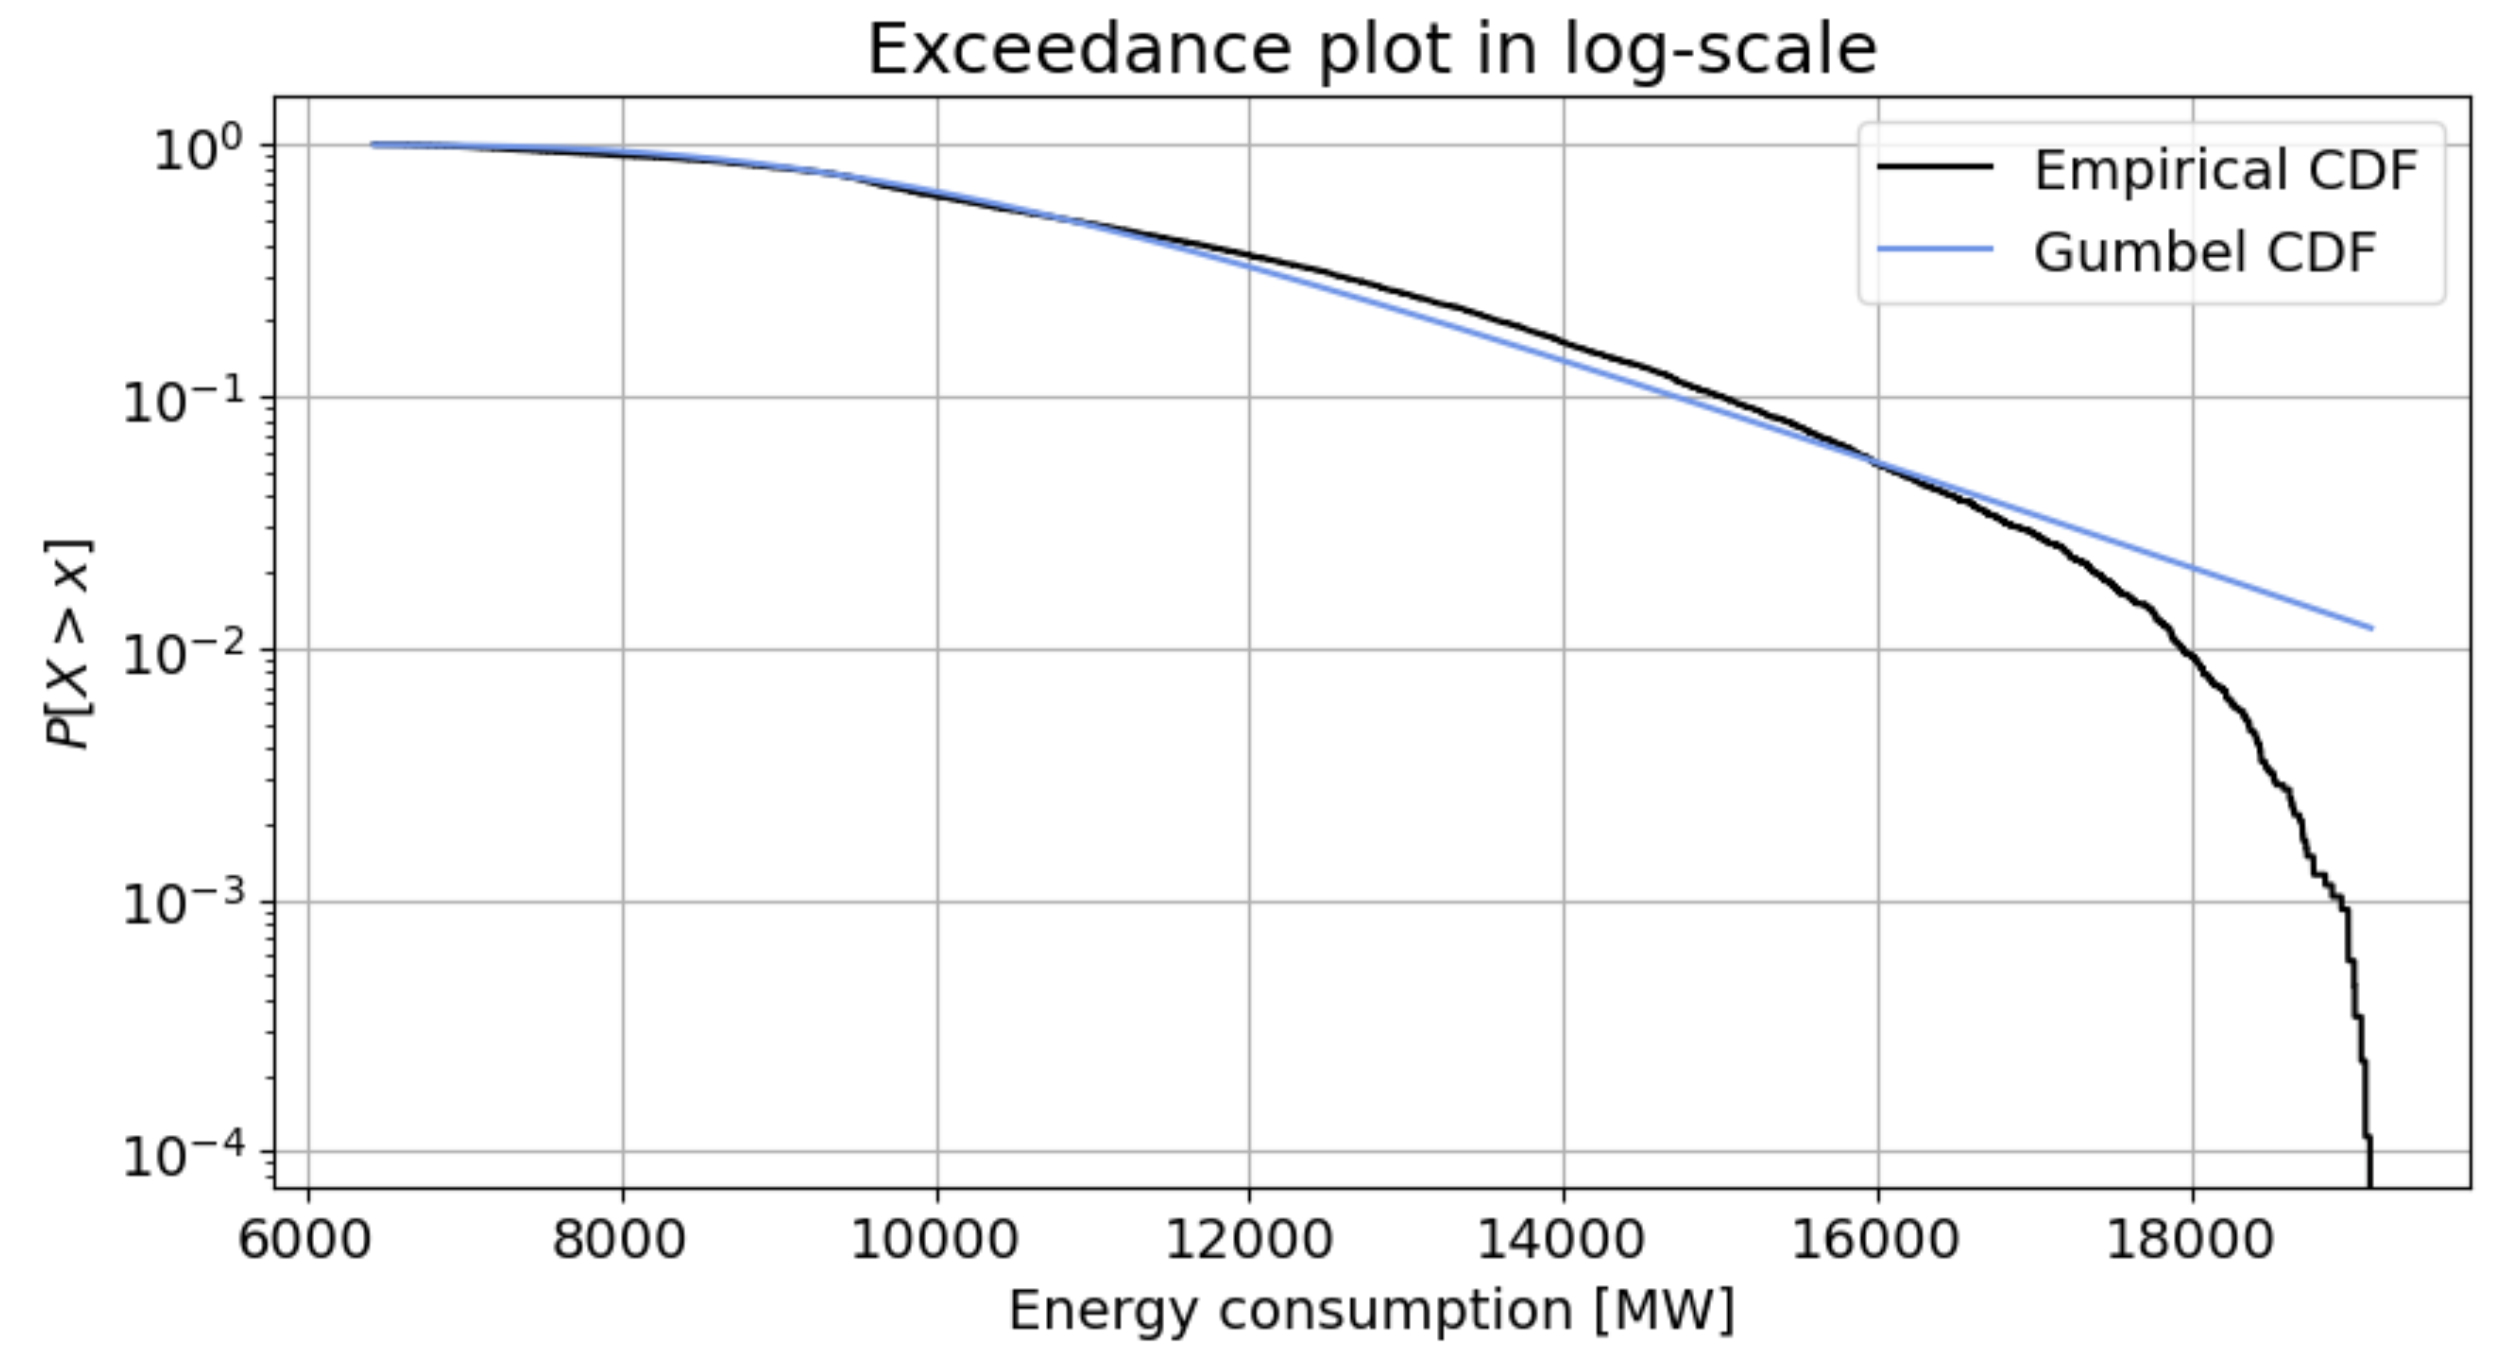 Exceedance plot in log-scale
Empirical CDF
Gumbel CDF
10⁰
10⁻¹
10⁻²
10⁻³
10⁻⁴
P[X > x]
6000 8000 10000 12000 14000 16000 18000
Energy consumption [MW]